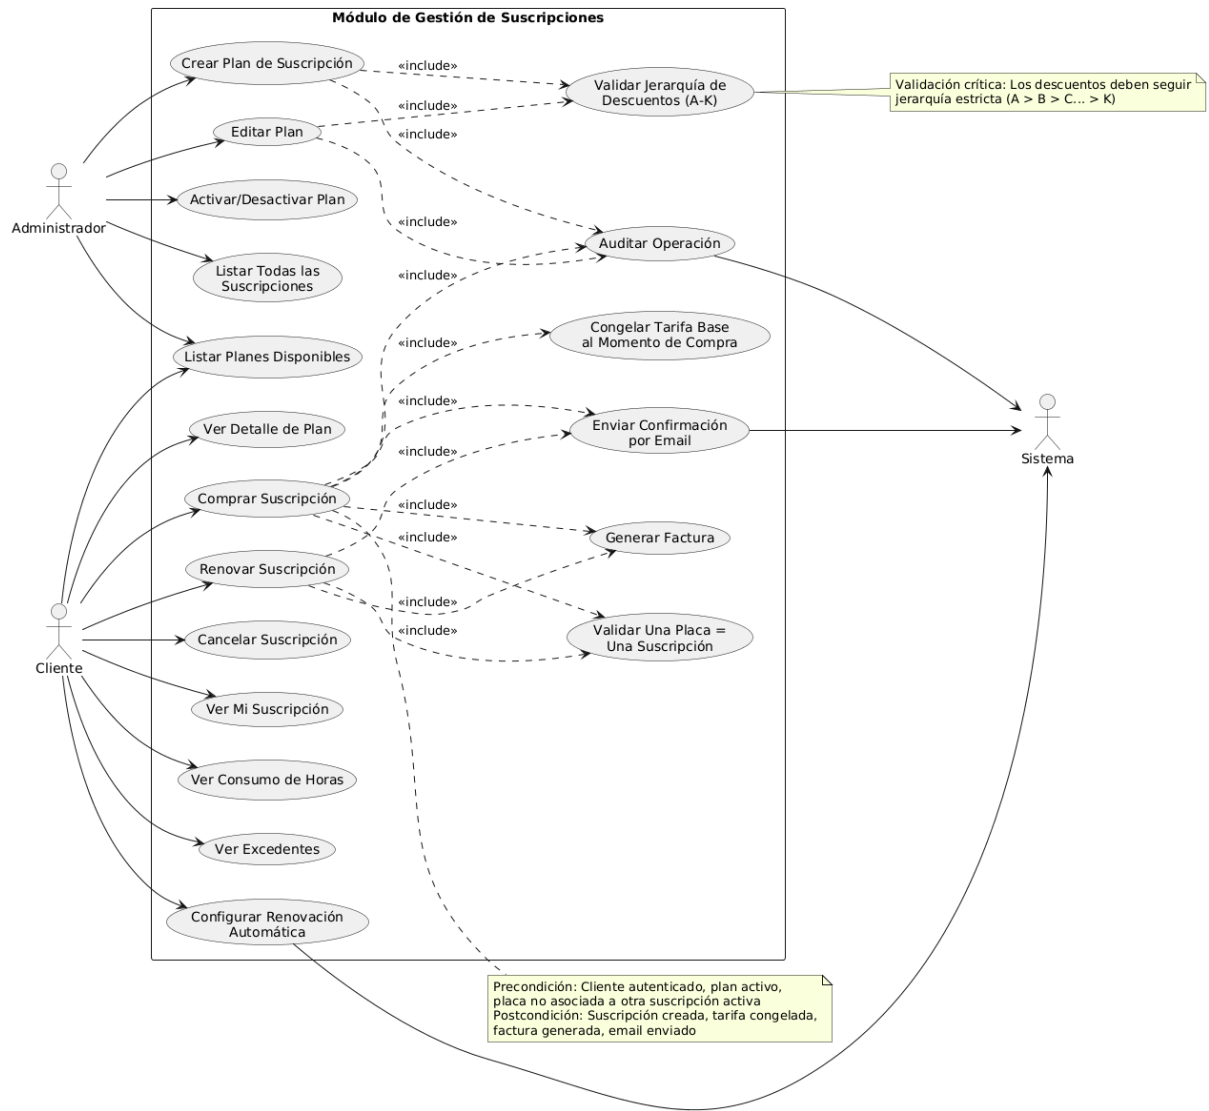 Módulo de Gestión de Suscripciones
Crear Plan de Suscripción
«include»
Validar Jerarquía de
Descuentos (A-K)
Validación crítica: Los descuentos deben seguir
jerarquía estricta (A > B > C... > K)
«include»
Editar Plan
«include»
Activar/Desactivar Plan
Administrador
«include»
Auditar Operación
Listar Todas las
Suscripciones
«include»
Congelar Tarifa Base
al Momento de Compra
«include»
Listar Planes Disponibles
«include»
Ver Detalle de Plan
Enviar Confirmación
por Email
«include»
Sistema
Comprar Suscripción
«include»
Generar Factura
«include»
Renovar Suscripción
«include»
Validar Una Placa =
Una Suscripción
«include»
Cancelar Suscripción
Cliente
Ver Mi Suscripción
Ver Consumo de Horas
Ver Excedentes
Configurar Renovación
Automática
Precondición: Cliente autenticado, plan activo,
placa no asociada a otra suscripción activa
Postcondición: Suscripción creada, tarifa congelada,
factura generada, email enviado